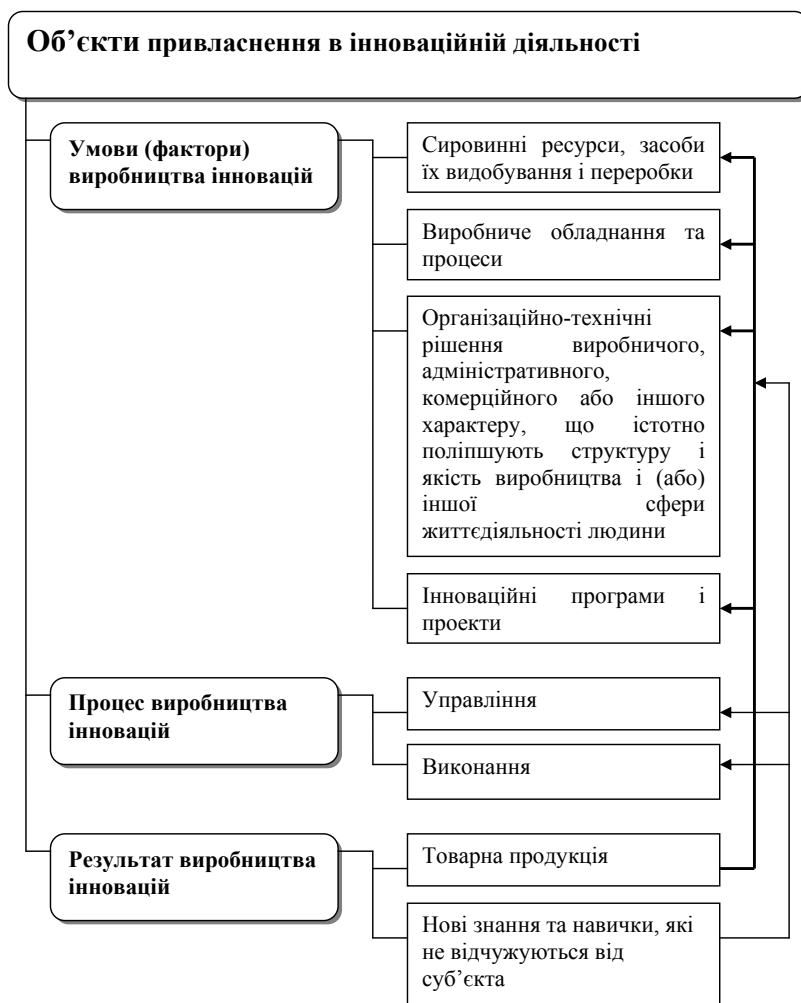 Об’єкти привласнення в інноваційній діяльності
Умови (фактори)
виробництва інновацій
Сировинні ресурси, засоби
їх видобування і переробки
Виробниче обладнання та
процеси
Організаційно-технічні
рішення виробничого,
адміністративного,
комерційного або іншого
характеру, що істотно
поліпшують структуру і
якість виробництва і (або)
іншої сфери
життєдіяльності людини
Інноваційні програми і
проекти
Процес виробництва
інновацій
Управління
Виконання
Результат виробництва
інновацій
Товарна продукція
Нові знання та навички, які
не відчужуються від
суб’єкта